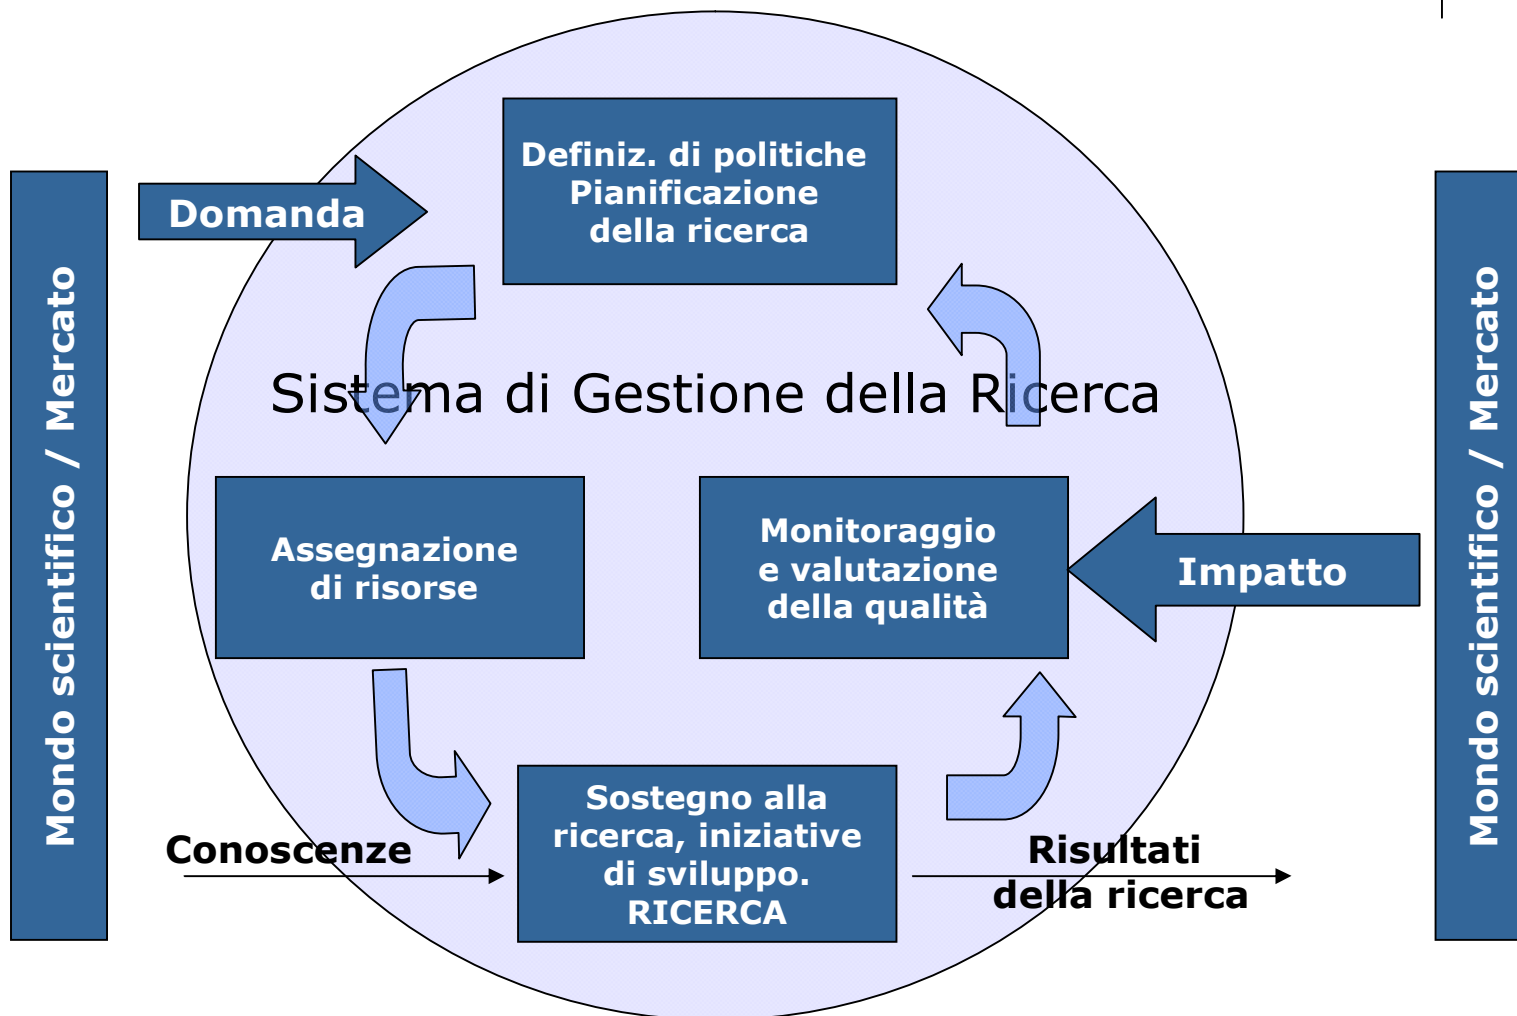 Definiz. di politiche
Pianificazione
della ricerca
Domanda
Mondo scientifico / Mercato
Mondo scientifico / Mercato
Sistema di Gestione della Ricerca
Assegnazione
di risorse
Monitoraggio
e valutazione
della qualità
Impatto
Sostegno alla
ricerca, iniziative
di sviluppo.
RICERCA
Conoscenze
Risultati
della ricerca